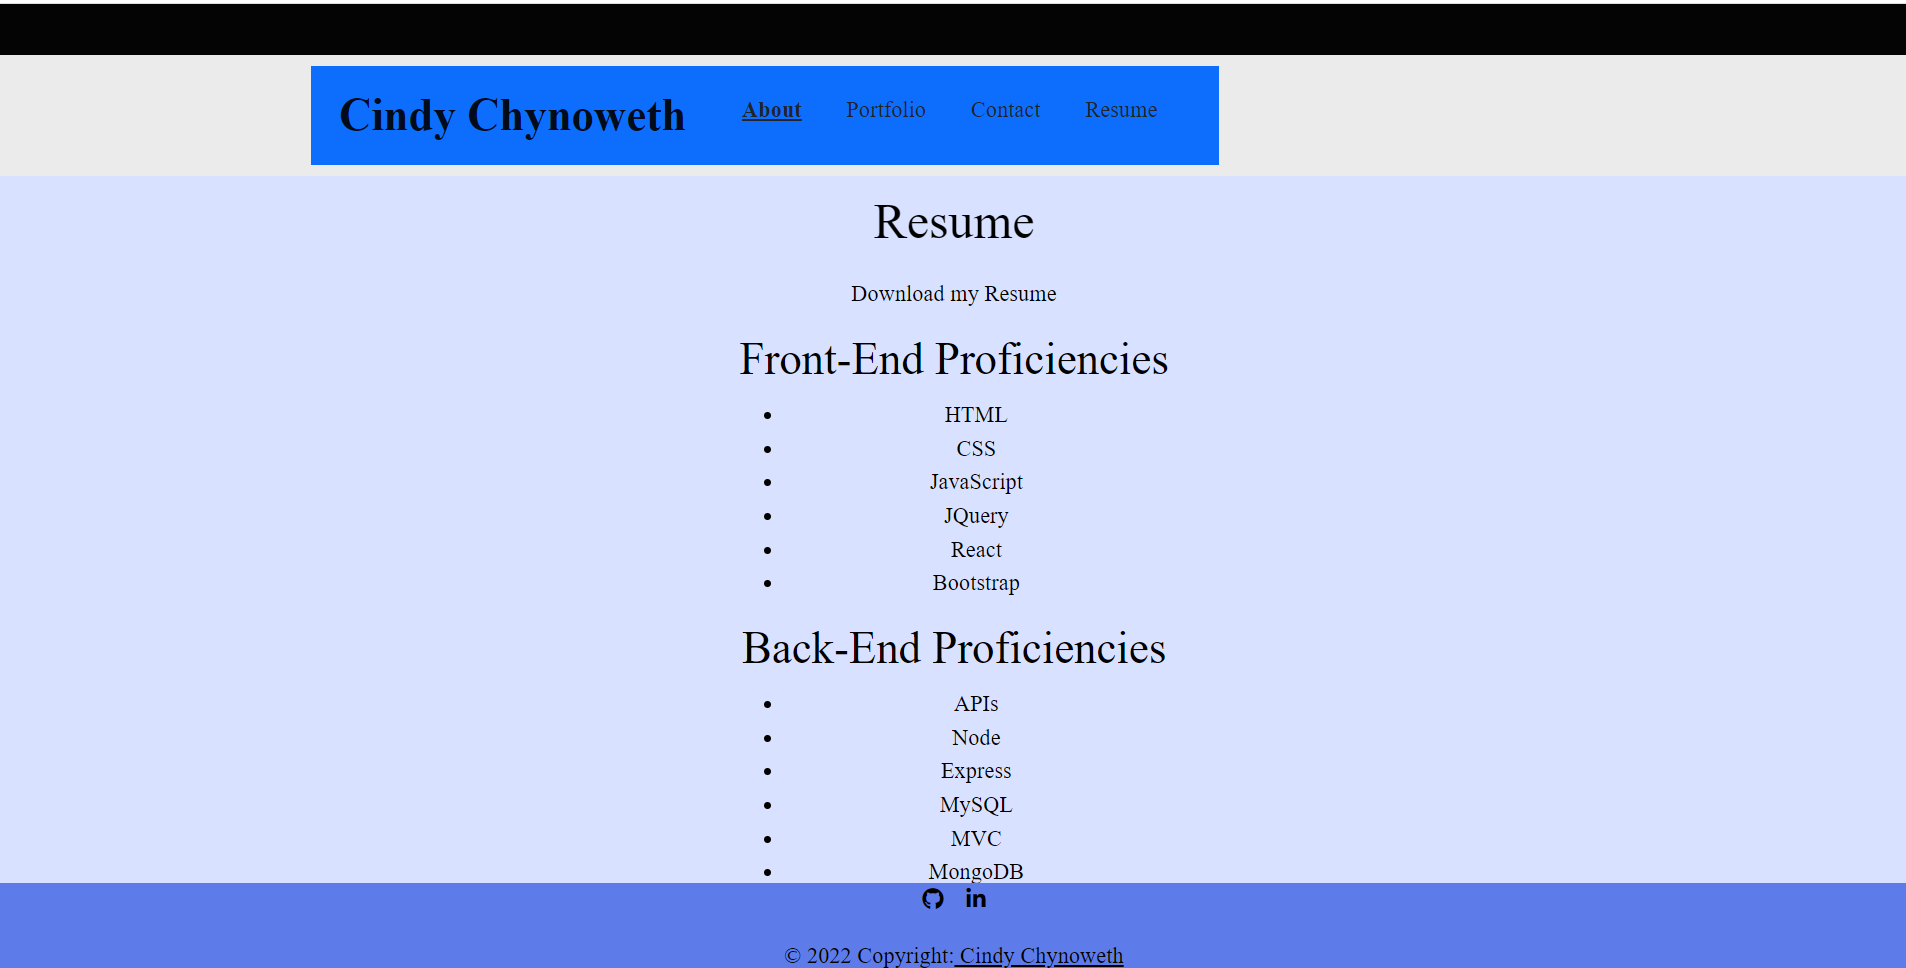 Cindy Chynoweth About Portfolio Contact Resume
Resume
Download my Resume
Front-End Proficiencies
• HTML
• CSS
• JavaScript
• JQuery
• React
• Bootstrap
Back-End Proficiencies
• APIs
• Node
• Express
• MySQL
• MVC
• MongoDB
in
© 2022 Copyright: Cindy Chynoweth